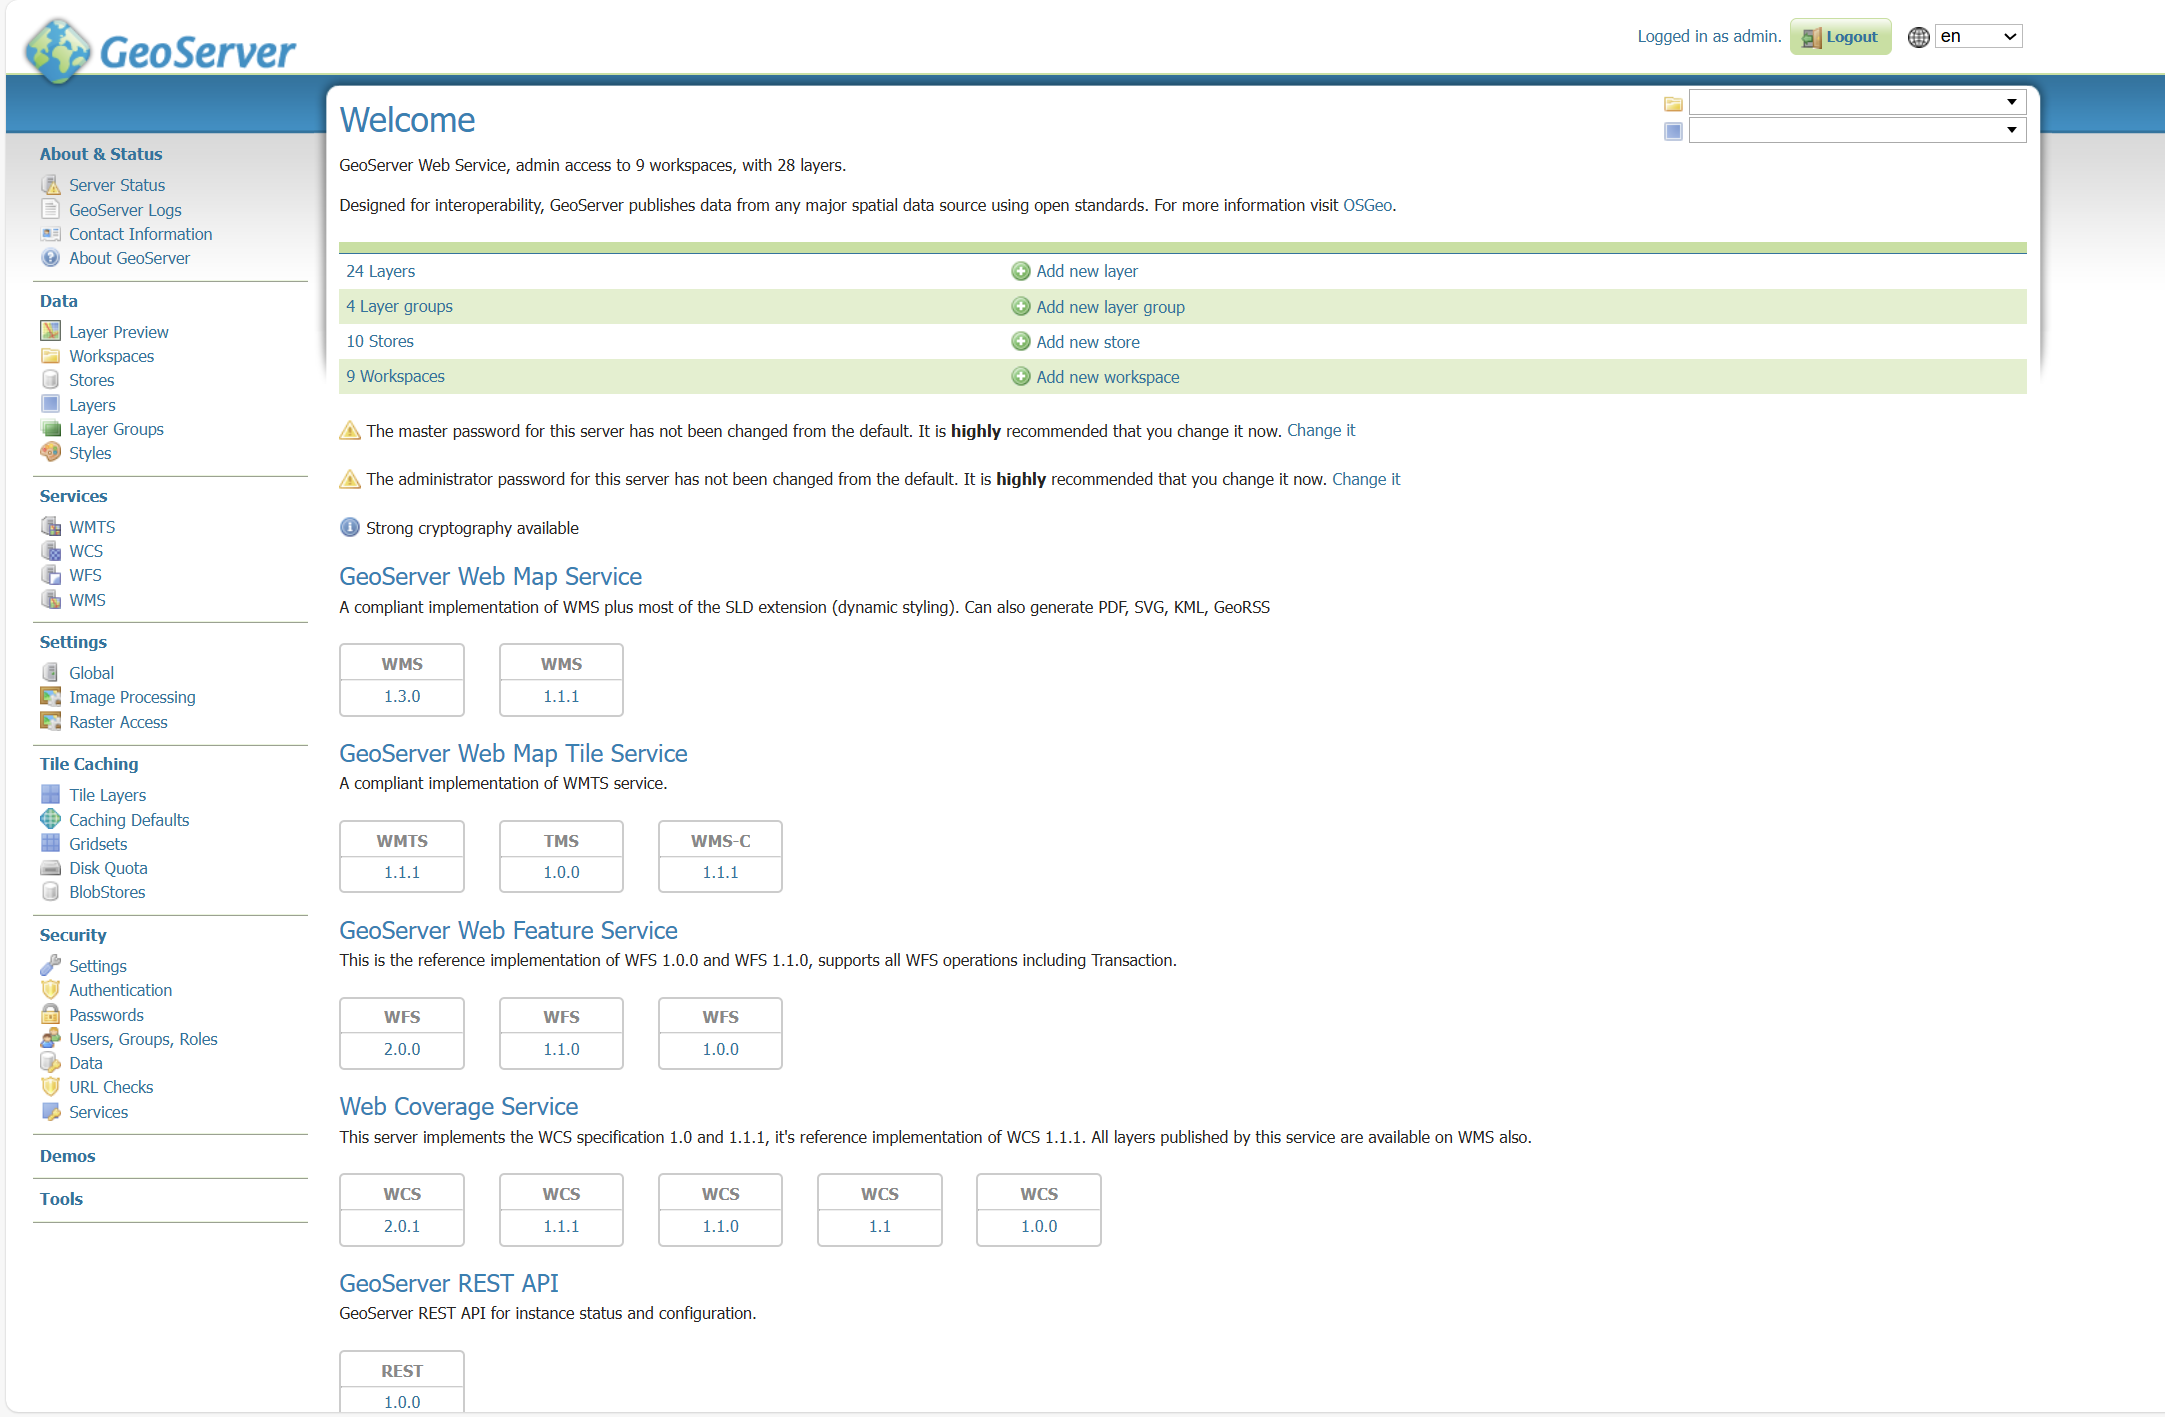 GeoServer
Logged in as admin.
Logout
en
About & Status
Server Status
GeoServer Logs
Contact Information
About GeoServer
Data
Layer Preview
Workspaces
Stores
Layers
Layer Groups
Styles
Services
WMTS
WCS
WFS
WMS
Settings
Global
Image Processing
Raster Access
Tile Caching
Tile Layers
Caching Defaults
Gridsets
Disk Quota
BlobStores
Security
Settings
Authentication
Passwords
Users, Groups, Roles
Data
URL Checks
Services
Demos
Tools
Welcome
GeoServer Web Service, admin access to 9 workspaces, with 28 layers.
Designed for interoperability, GeoServer publishes data from any major spatial data source using open standards. For more information visit OSGeo.
24 Layers Add new layer
4 Layer groups Add new layer group
10 Stores Add new store
9 Workspaces Add new workspace
The master password for this server has not been changed from the default. It is highly recommended that you change it now. Change it
The administrator password for this server has not been changed from the default. It is highly recommended that you change it now. Change it
Strong cryptography available
GeoServer Web Map Service
A compliant implementation of WMS plus most of the SLD extension (dynamic styling). Can also generate PDF, SVG, KML, GeoRSS
WMS WMS
1.3.0 1.1.1
GeoServer Web Map Tile Service
A compliant implementation of WMTS service.
WMTS TMS WMS-C
1.1.1 1.0.0 1.1.1
GeoServer Web Feature Service
This is the reference implementation of WFS 1.0.0 and WFS 1.1.0, supports all WFS operations including Transaction.
WFS WFS WFS
2.0.0 1.1.0 1.0.0
Web Coverage Service
This server implements the WCS specification 1.0 and 1.1.1, it's reference implementation of WCS 1.1.1. All layers published by this service are available on WMS also.
WCS WCS WCS WCS WCS
2.0.1 1.1.1 1.1.0 1.1 1.0.0
GeoServer REST API
GeoServer REST API for instance status and configuration.
REST
1.0.0